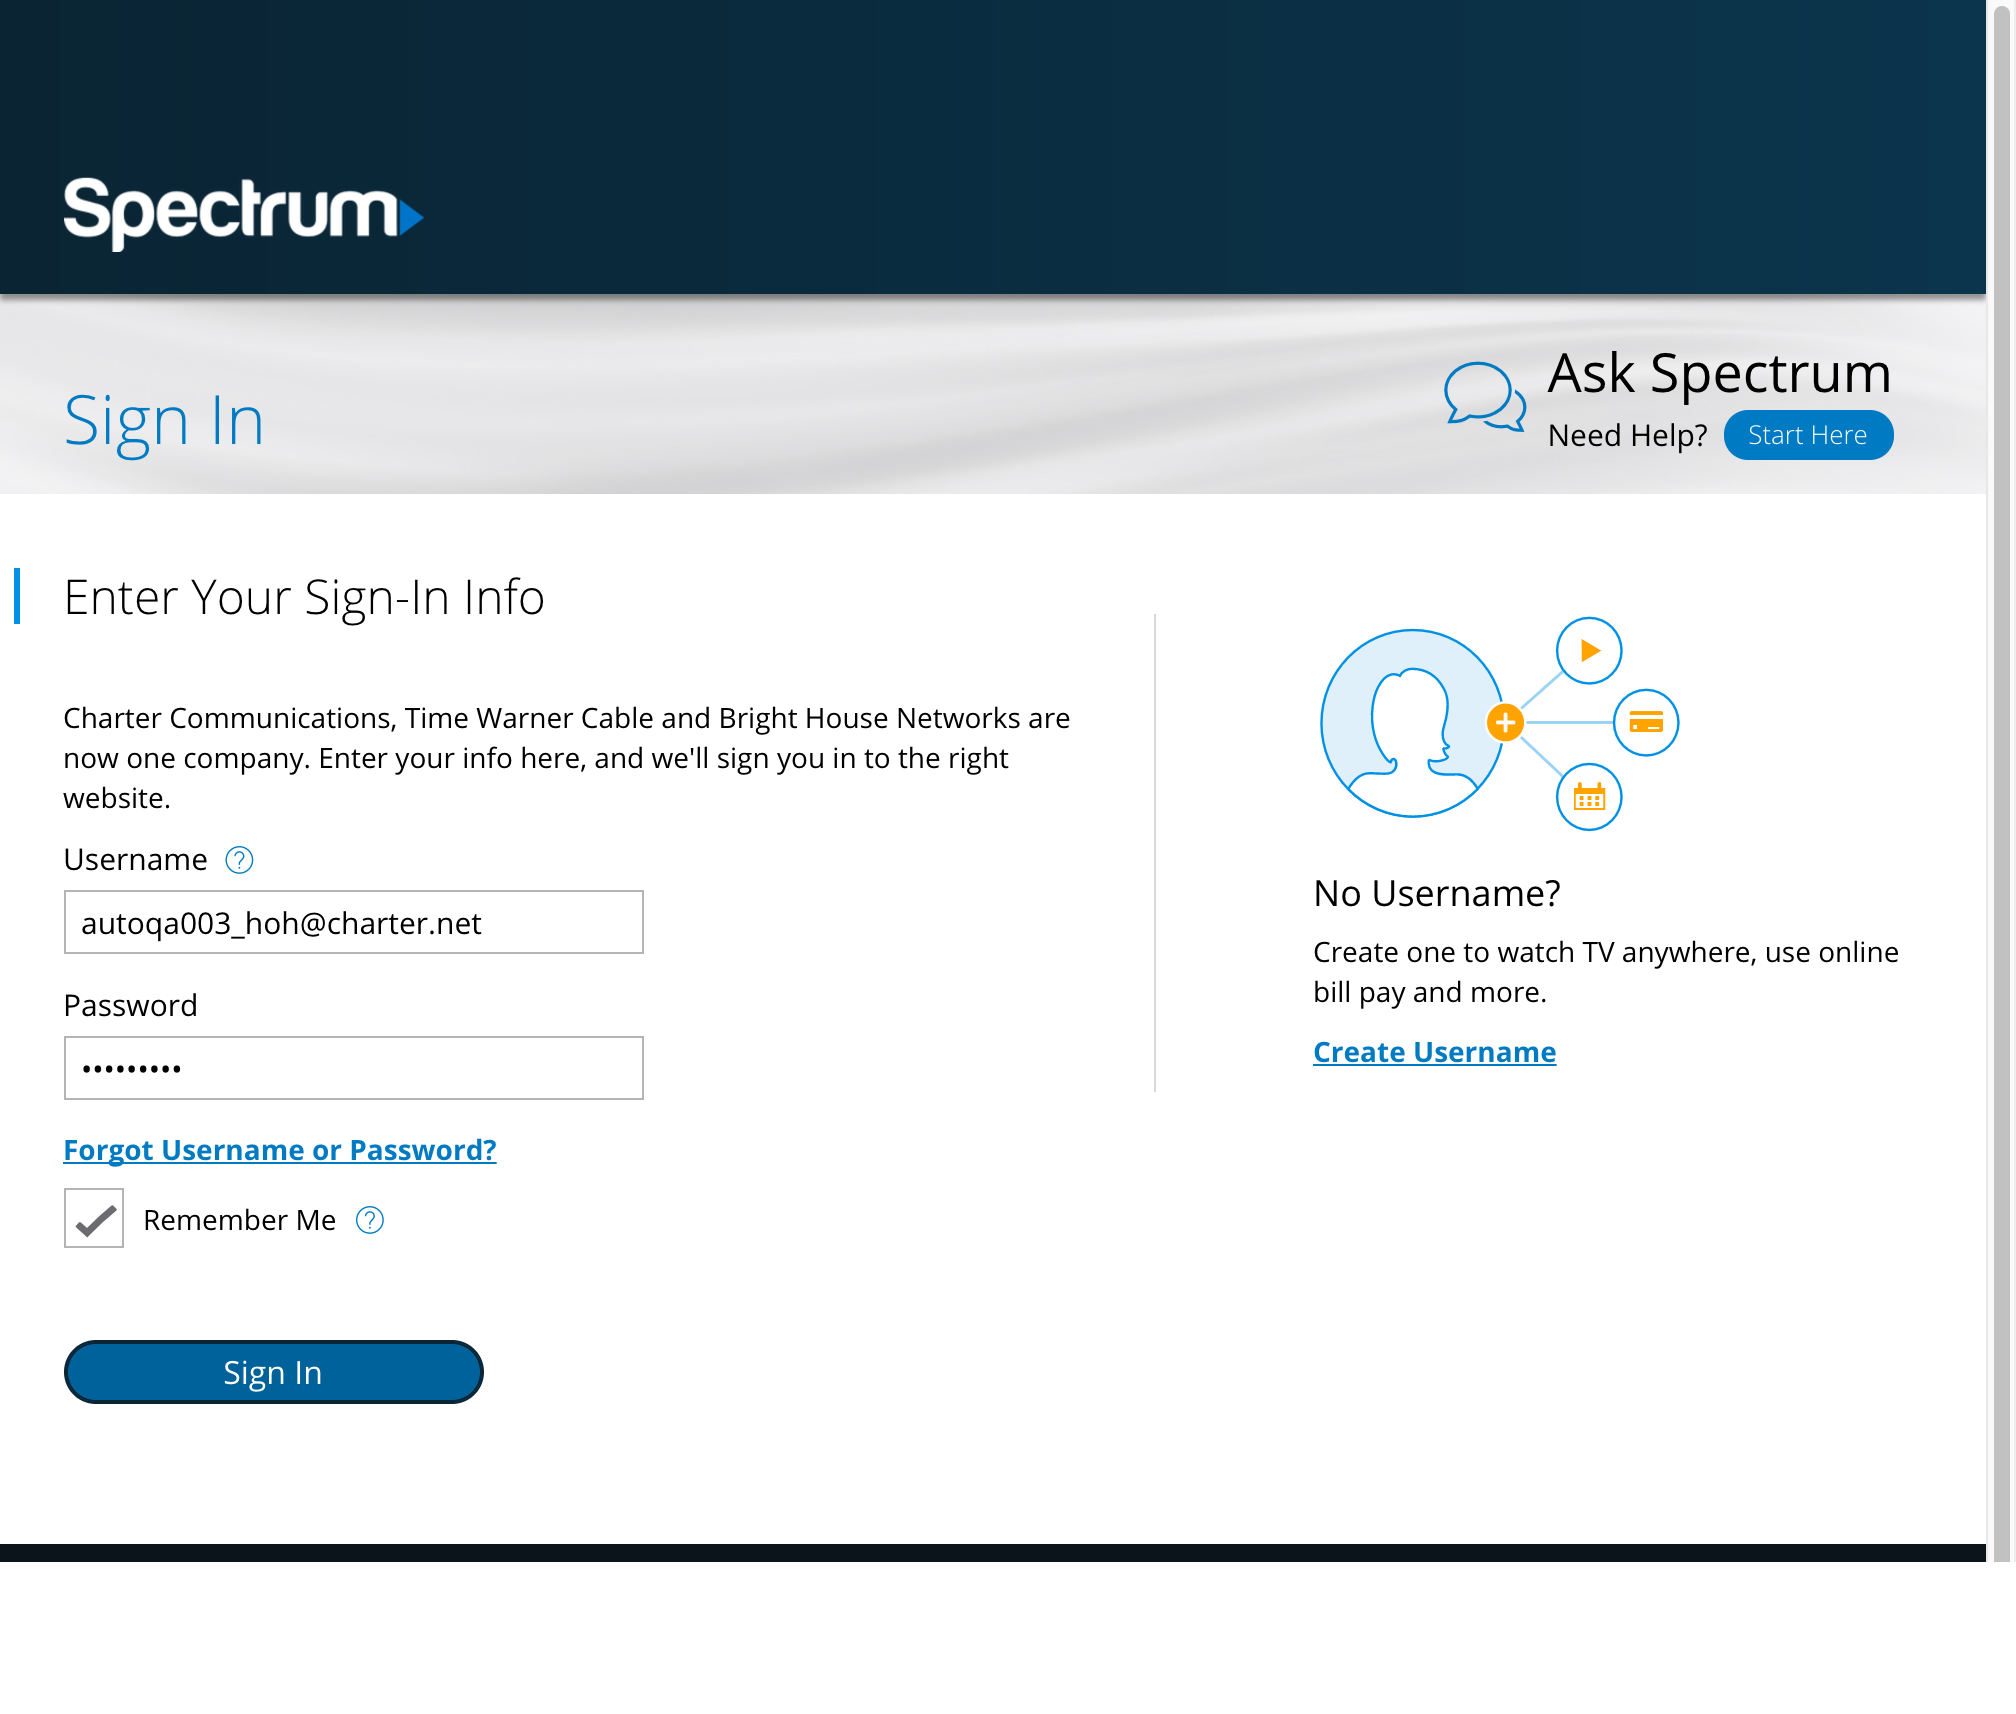 Spectrum
Sign In
Ask Spectrum
Need Help? Start Here
Enter Your Sign-In Info
Charter Communications, Time Warner Cable and Bright House Networks are
now one company. Enter your info here, and we'll sign you in to the right
website.
Username ?
autoqa003_hoh@charter.net
Password
•••••••••
Forgot Username or Password?
Remember Me ?
Sign In
No Username?
Create one to watch TV anywhere, use online
bill pay and more.
Create Username